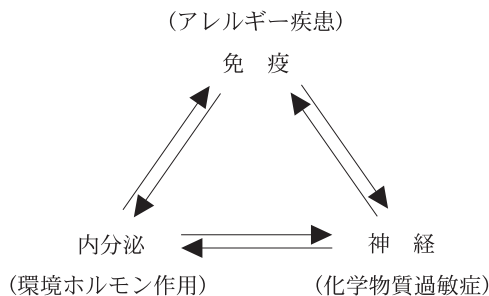 (アレルギー疾患)
免　疫
内分泌
神　経
(環境ホルモン作用)
(化学物質過敏症)